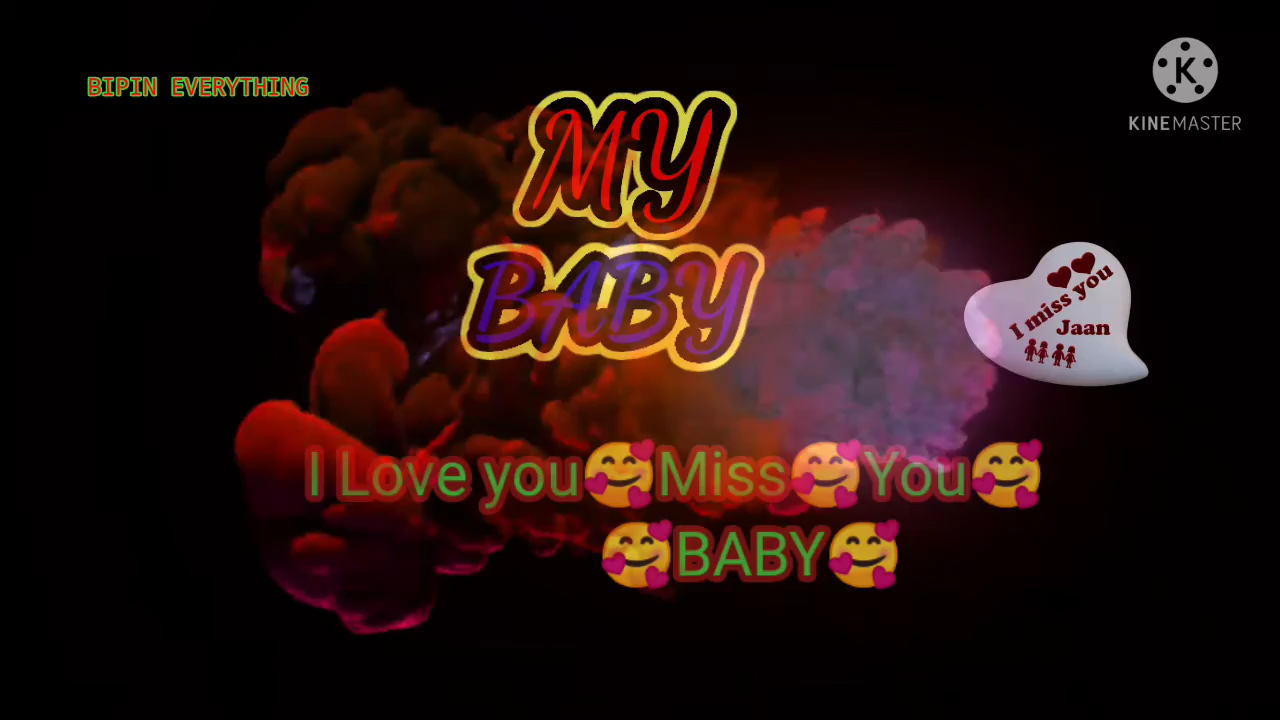 BIPIN EVERYTHING
KINEMASTER
MY
BABY
I miss you
Jaan
I Love you🥰Miss🥰You🥰
🥰BABY🥰